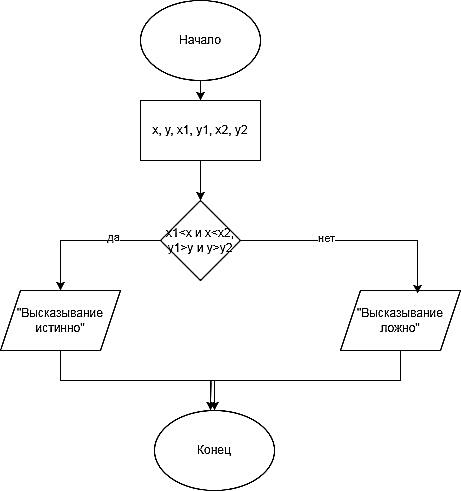 Начало
x, y, x1, y1, x2, y2
x1<x и x<x2,
y1>y и y>y2
да
нет
"Высказывание
истинно"
"Высказывание
ложно"
Конец